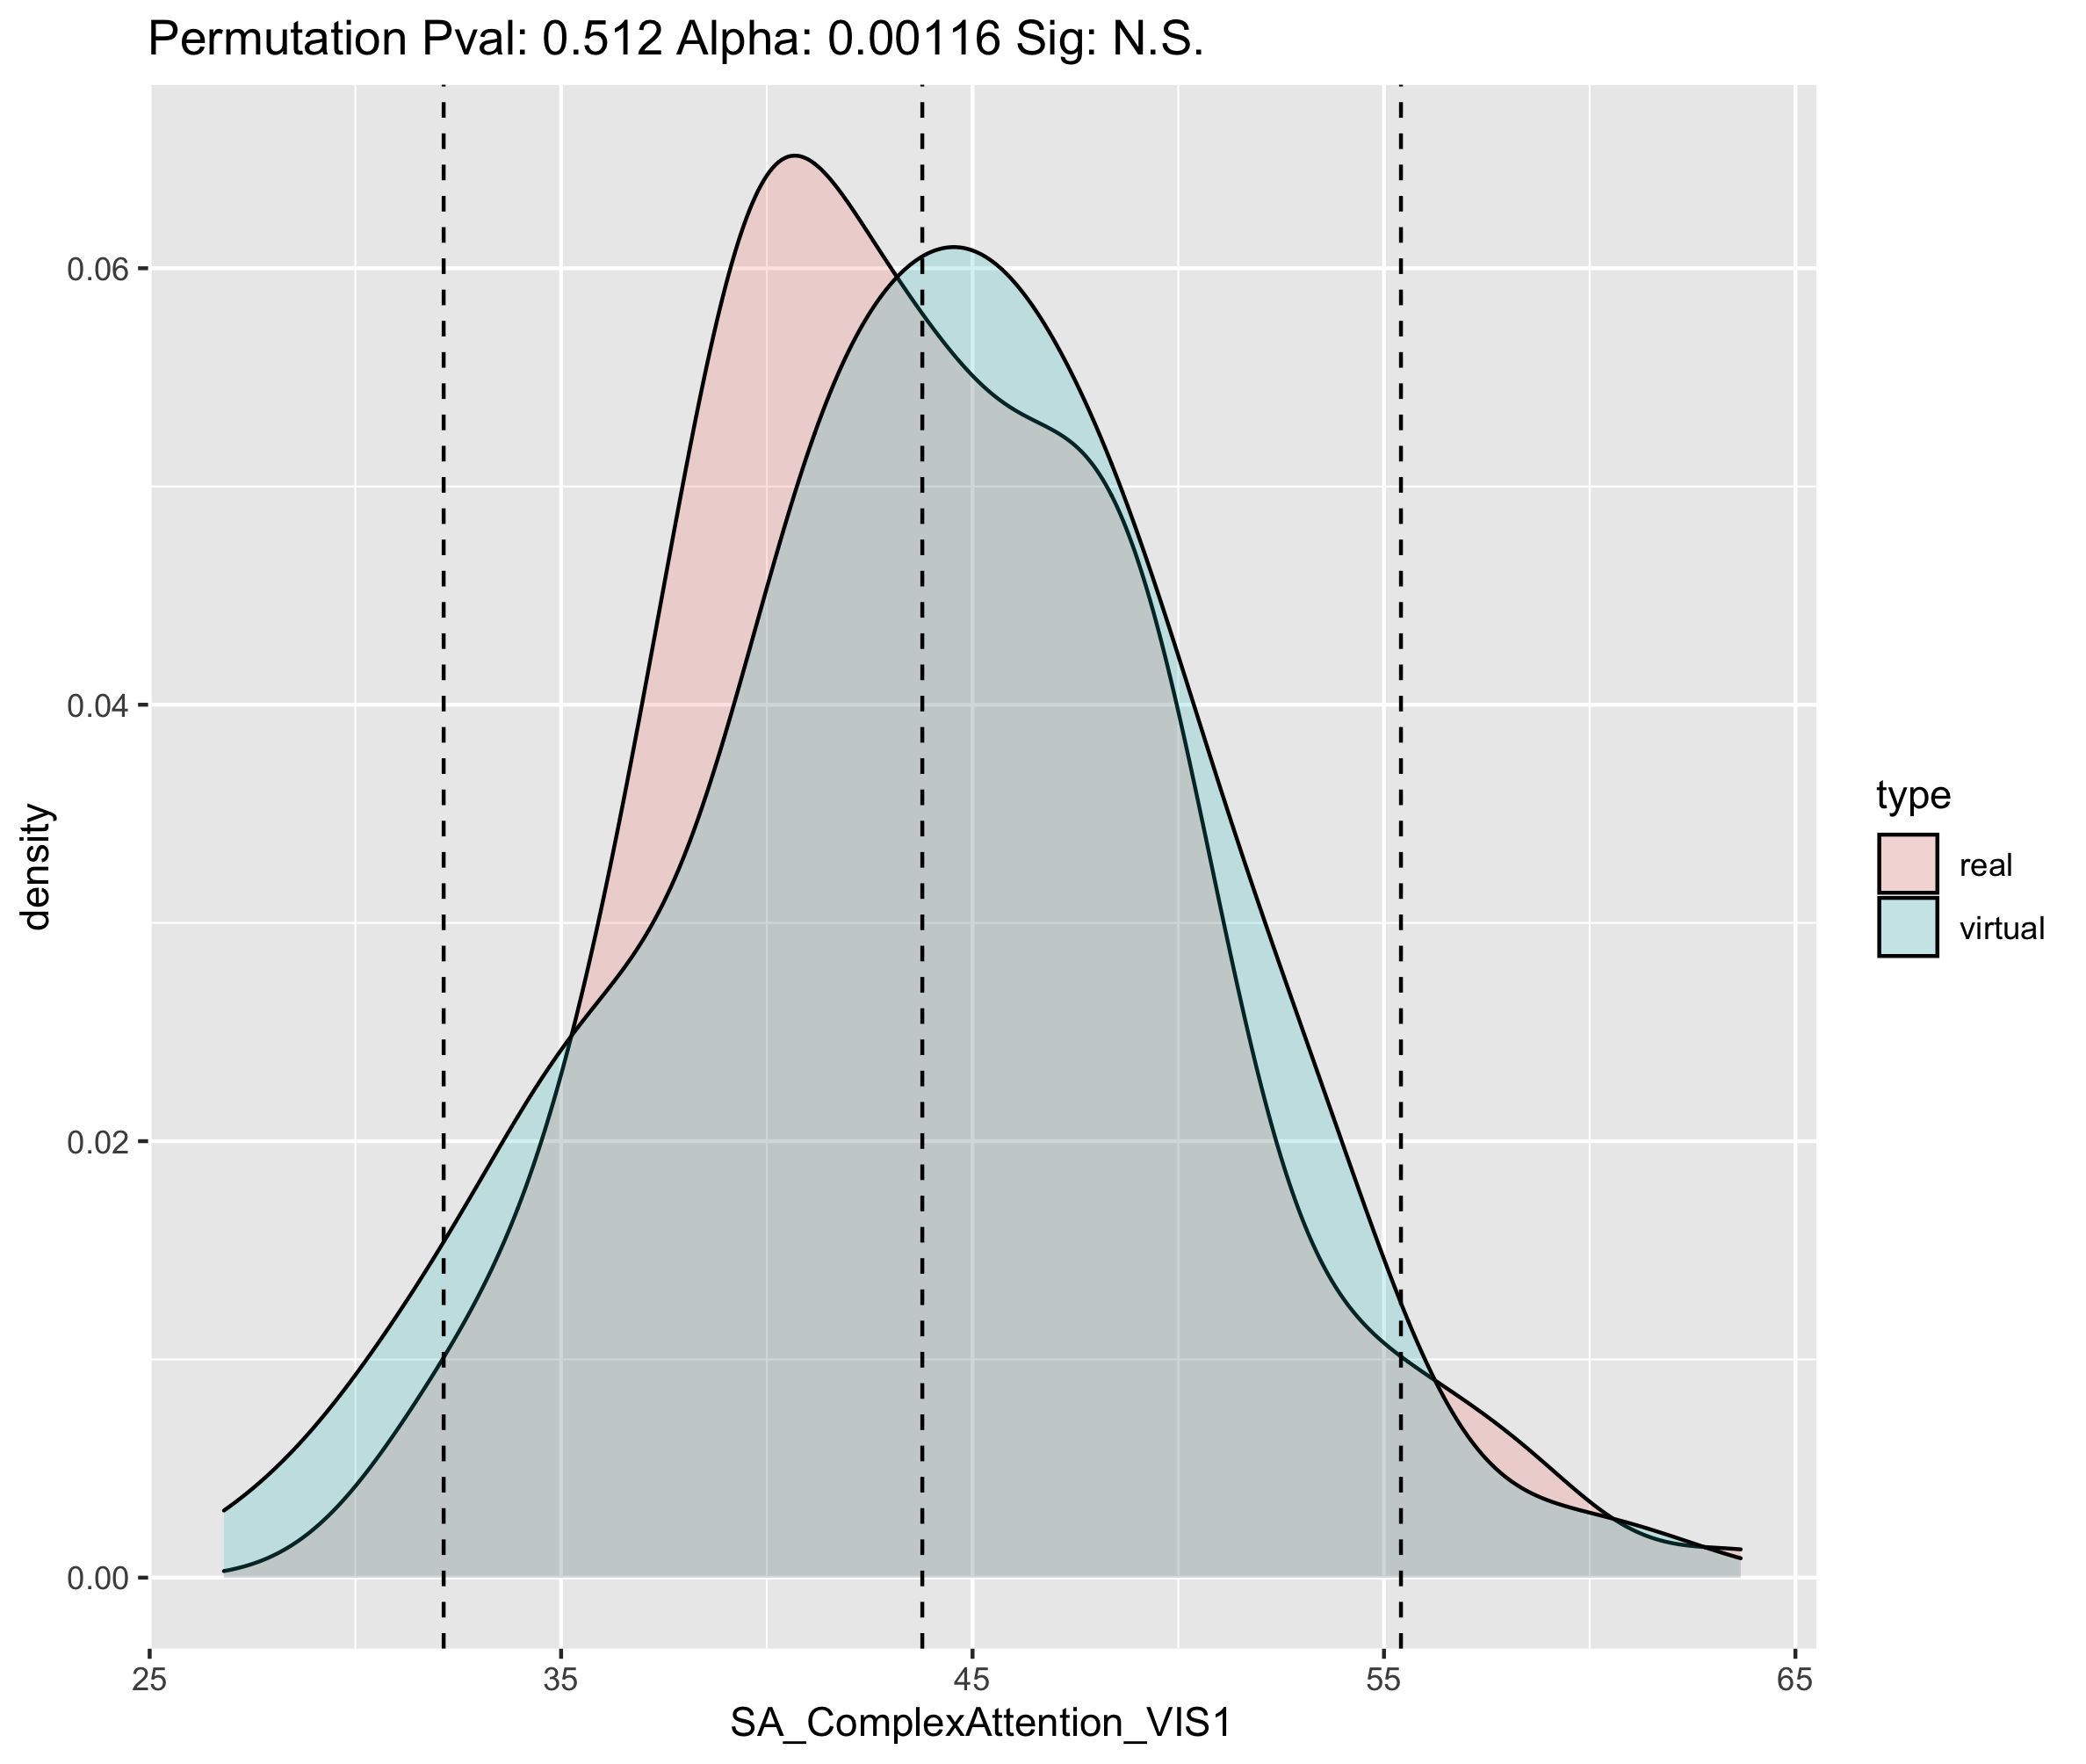 Permutation Pval: 0.512 Alpha: 0.00116 Sig: N.S.
0.06
0.04
0.02
0.00
density
25 35 45 55 65
SA_ComplexAttention_VIS1
type
real
virtual